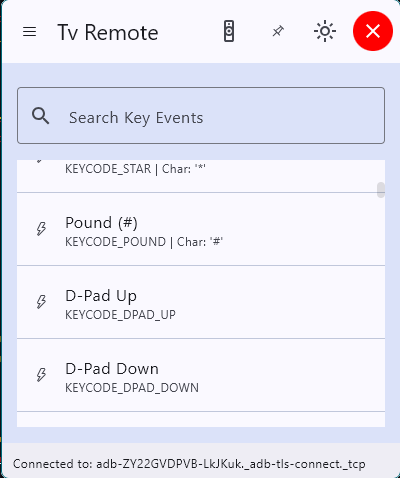 Tv Remote
Search Key Events
KEYCODE_STAR | Char: '*'
Pound (#)
KEYCODE_POUND | Char: '#'
D-Pad Up
KEYCODE_DPAD_UP
D-Pad Down
KEYCODE_DPAD_DOWN
Connected to: adb-ZY22GVDPVB-LkJKuk._adb-tls-connect._tcp